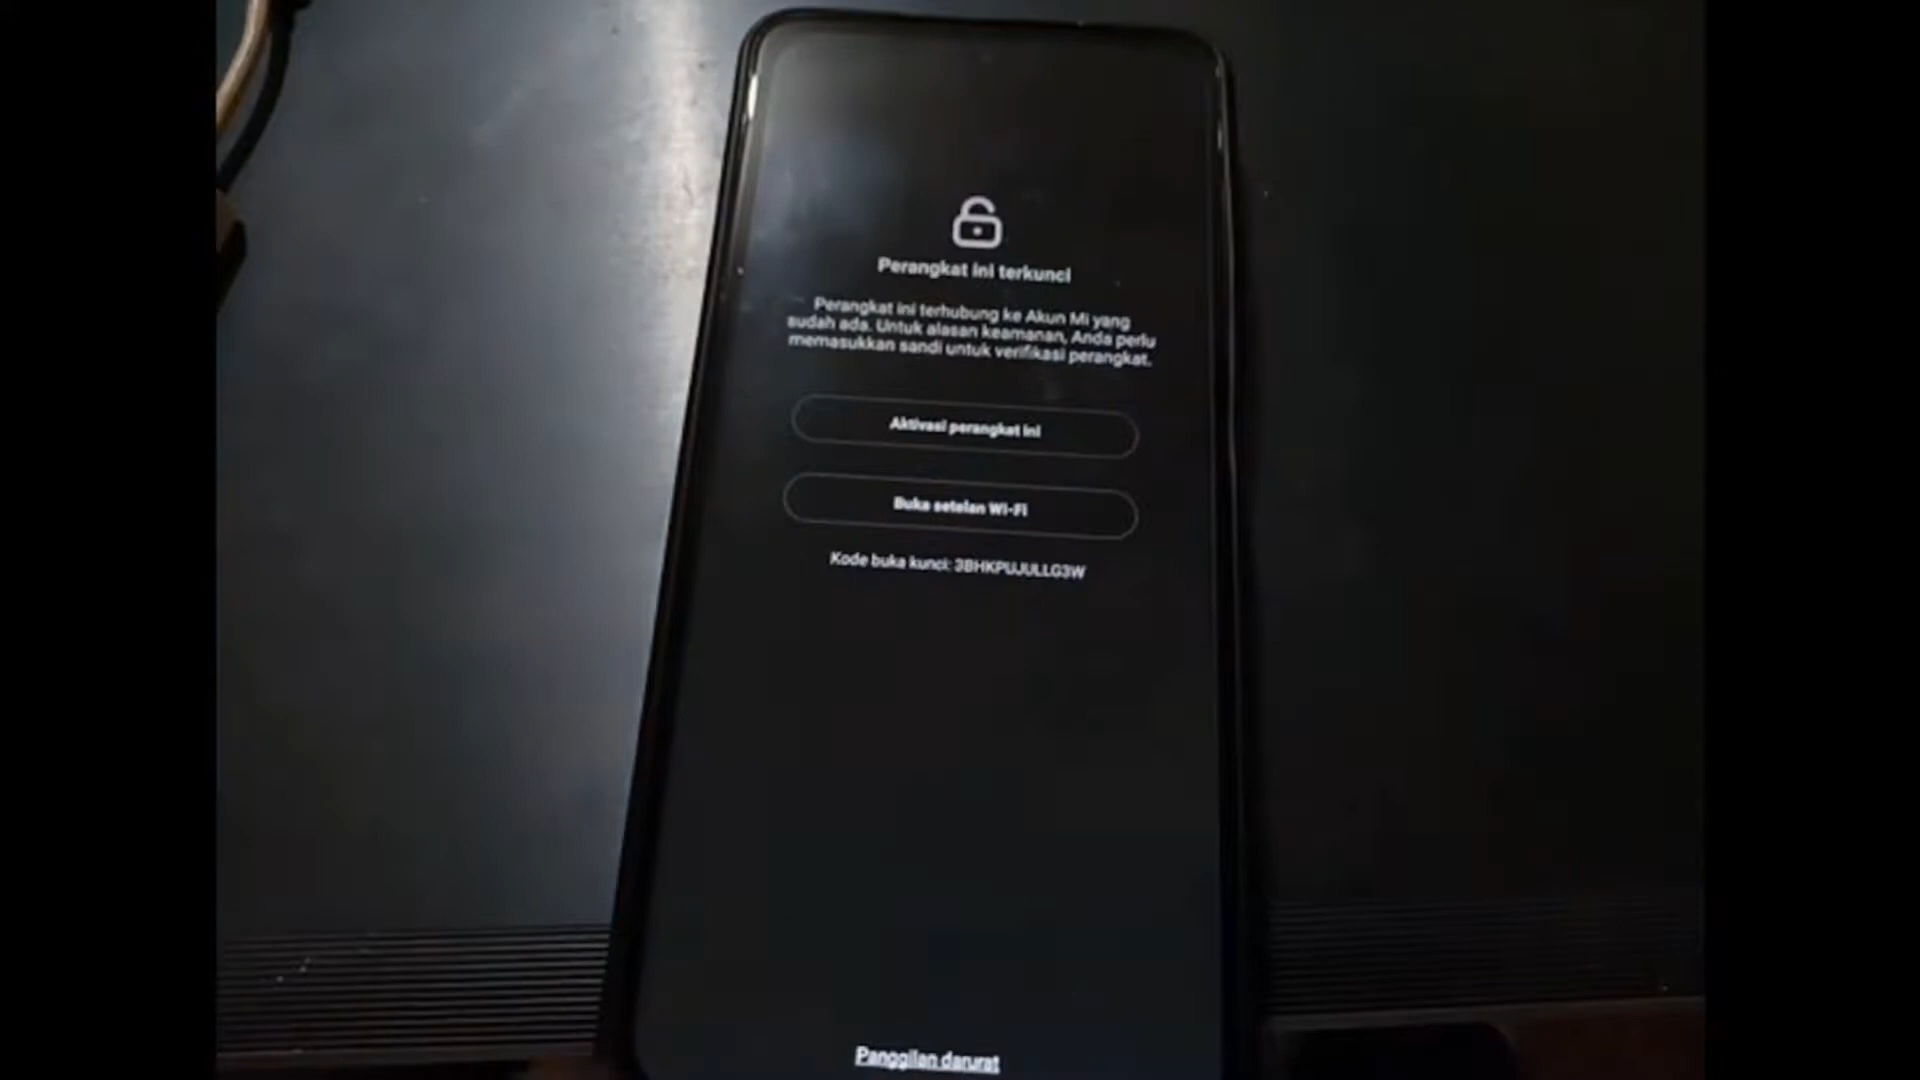 Perangkat ini terkunci
Perangkat ini terhubung ke Akun Mi yang
sudah ada. Untuk alasan keamanan, Anda perlu
memasukkan sandi untuk verifikasi perangkat.
Aktivasi perangkat ini
Buka setelan Wi-Fi
Kode buka kunci: 3BHKPUJULLG3W
Panggilan darurat